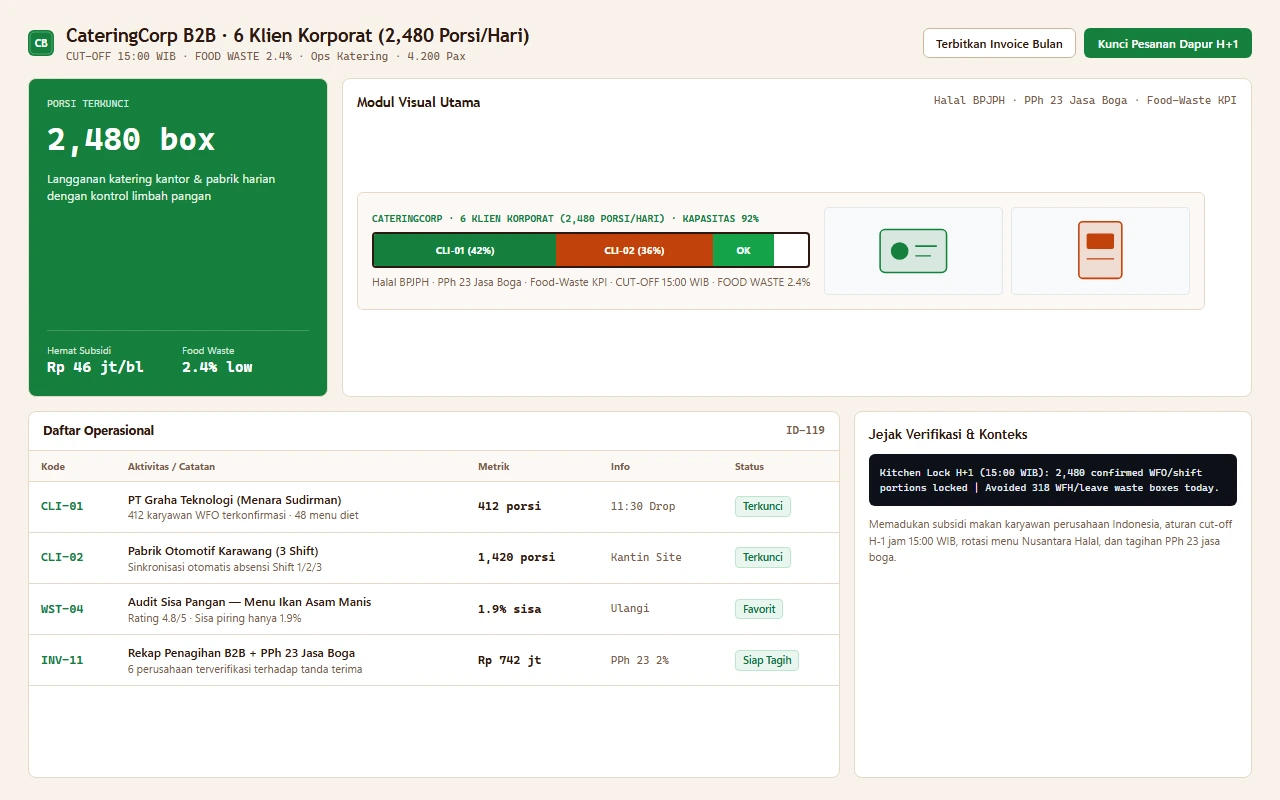 CB
CateringCorp B2B · 6 Klien Korporat (2,480 Porsi/Hari)
CUT-OFF 15:00 WIB · FOOD WASTE 2.4% · Ops Katering · 4.200 Pax
Terbitkan Invoice Bulan
Kunci Pesanan Dapur H+1
PORSI TERKUNCI
2,480 box
Langganan katering kantor & pabrik harian
dengan kontrol limbah pangan
Hemat Subsidi
Rp 46 jt/bl
Food Waste
2.4% low
Modul Visual Utama
Halal BPJPH · PPh 23 Jasa Boga · Food-Waste KPI
CATERINGCORP · 6 KLIEN KORPORAT (2,480 PORSI/HARI) · KAPASITAS 92%
CLI-01 (42%)
CLI-02 (36%)
OK
Halal BPJPH · PPh 23 Jasa Boga · Food-Waste KPI · CUT-OFF 15:00 WIB · FOOD WASTE 2.4%
Daftar Operasional
ID-119
Kode Aktivitas / Catatan Metrik Info Status
CLI-01 PT Graha Teknologi (Menara Sudirman) 412 porsi 11:30 Drop Terkunci
412 karyawan WFO terkonfirmasi · 48 menu diet
CLI-02 Pabrik Otomotif Karawang (3 Shift) 1,420 porsi Kantin Site Terkunci
Sinkronisasi otomatis absensi Shift 1/2/3
WST-04 Audit Sisa Pangan — Menu Ikan Asam Manis 1.9% sisa Ulangi Favorit
Rating 4.8/5 · Sisa piring hanya 1.9%
INV-11 Rekap Penagihan B2B + PPh 23 Jasa Boga Rp 742 jt PPh 23 2% Siap Tagih
6 perusahaan terverifikasi terhadap tanda terima
Jejak Verifikasi & Konteks
Kitchen Lock H+1 (15:00 WIB): 2,480 confirmed WFO/shift
portions locked | Avoided 318 WFH/leave waste boxes today.
Memadukan subsidi makan karyawan perusahaan Indonesia, aturan cut-off
H-1 jam 15:00 WIB, rotasi menu Nusantara Halal, dan tagihan PPh 23 jasa
boga.